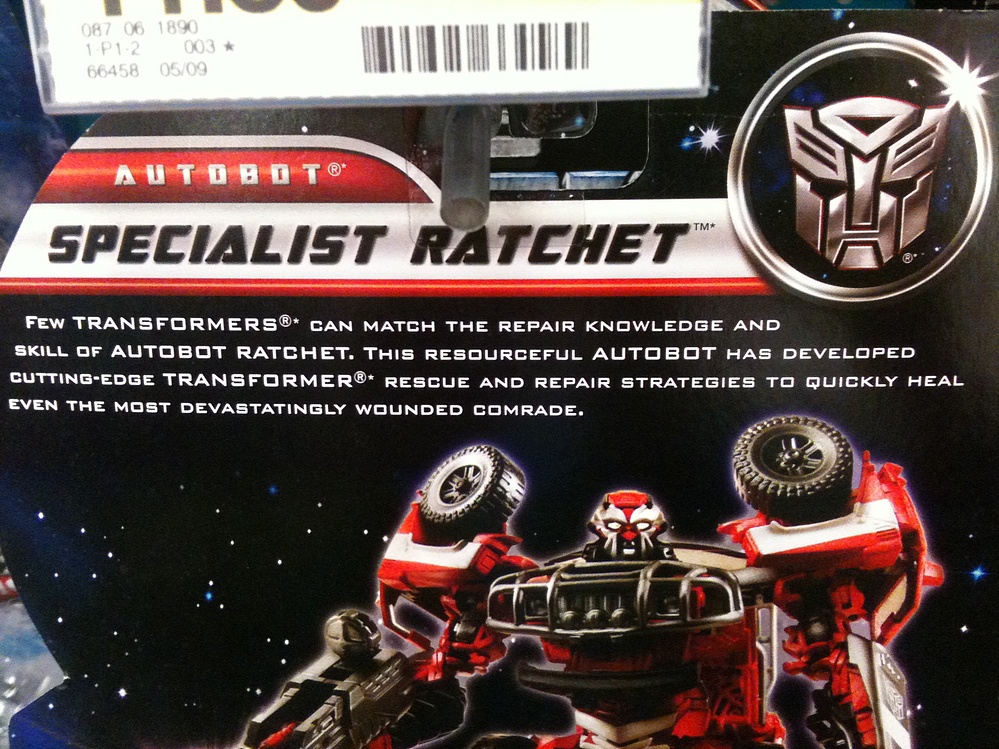 087 06 1890
1-P1-2 003 ★
66458 05/09
AUTOBOT®*
SPECIALIST RATCHET™*
®*
FEW TRANSFORMERS®* CAN MATCH THE REPAIR KNOWLEDGE AND
SKILL OF AUTOBOT RATCHET. THIS RESOURCEFUL AUTOBOT HAS DEVELOPED
CUTTING-EDGE TRANSFORMER®* RESCUE AND REPAIR STRATEGIES TO QUICKLY HEAL
EVEN THE MOST DEVASTATINGLY WOUNDED COMRADE.